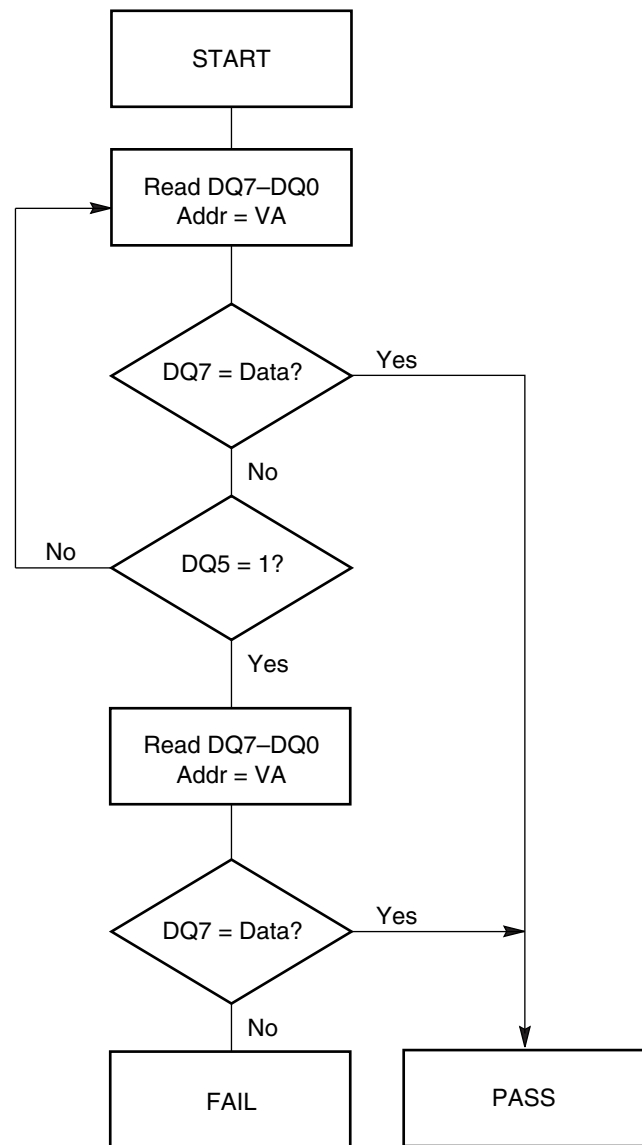 START
Read DQ7–DQ0
Addr = VA
DQ7 = Data?
Yes
No
No
DQ5 = 1?
Yes
Read DQ7–DQ0
Addr = VA
DQ7 = Data?
Yes
No
FAIL
PASS